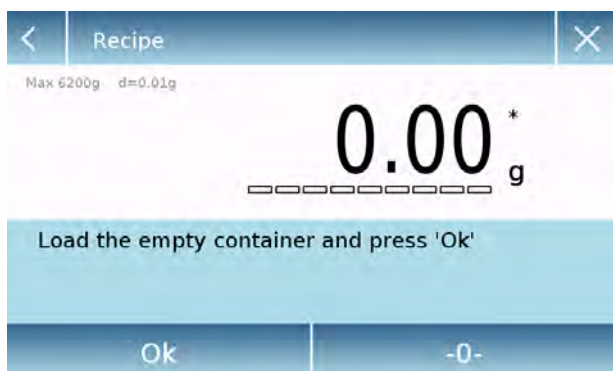 Recipe
Max 6200g d=0.01g
0.00 *
g
Load the empty container and press 'Ok'
Ok -0-